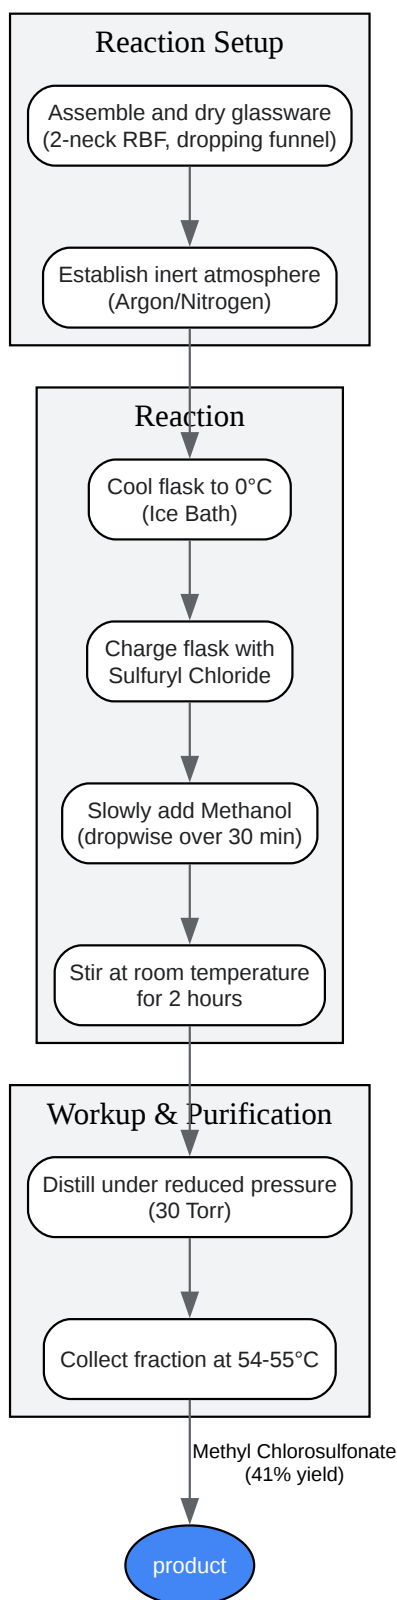 Reaction Setup
Assemble and dry glassware
(2-neck RBF, dropping funnel)
Establish inert atmosphere
(Argon/Nitrogen)
Reaction
Cool flask to 0°C
(Ice Bath)
Charge flask with
Sulfuryl Chloride
Slowly add Methanol
(dropwise over 30 min)
Stir at room temperature
for 2 hours
Workup & Purification
Distill under reduced pressure
(30 Torr)
Collect fraction at 54-55°C
Methyl Chlorosulfonate
(41% yield)
product